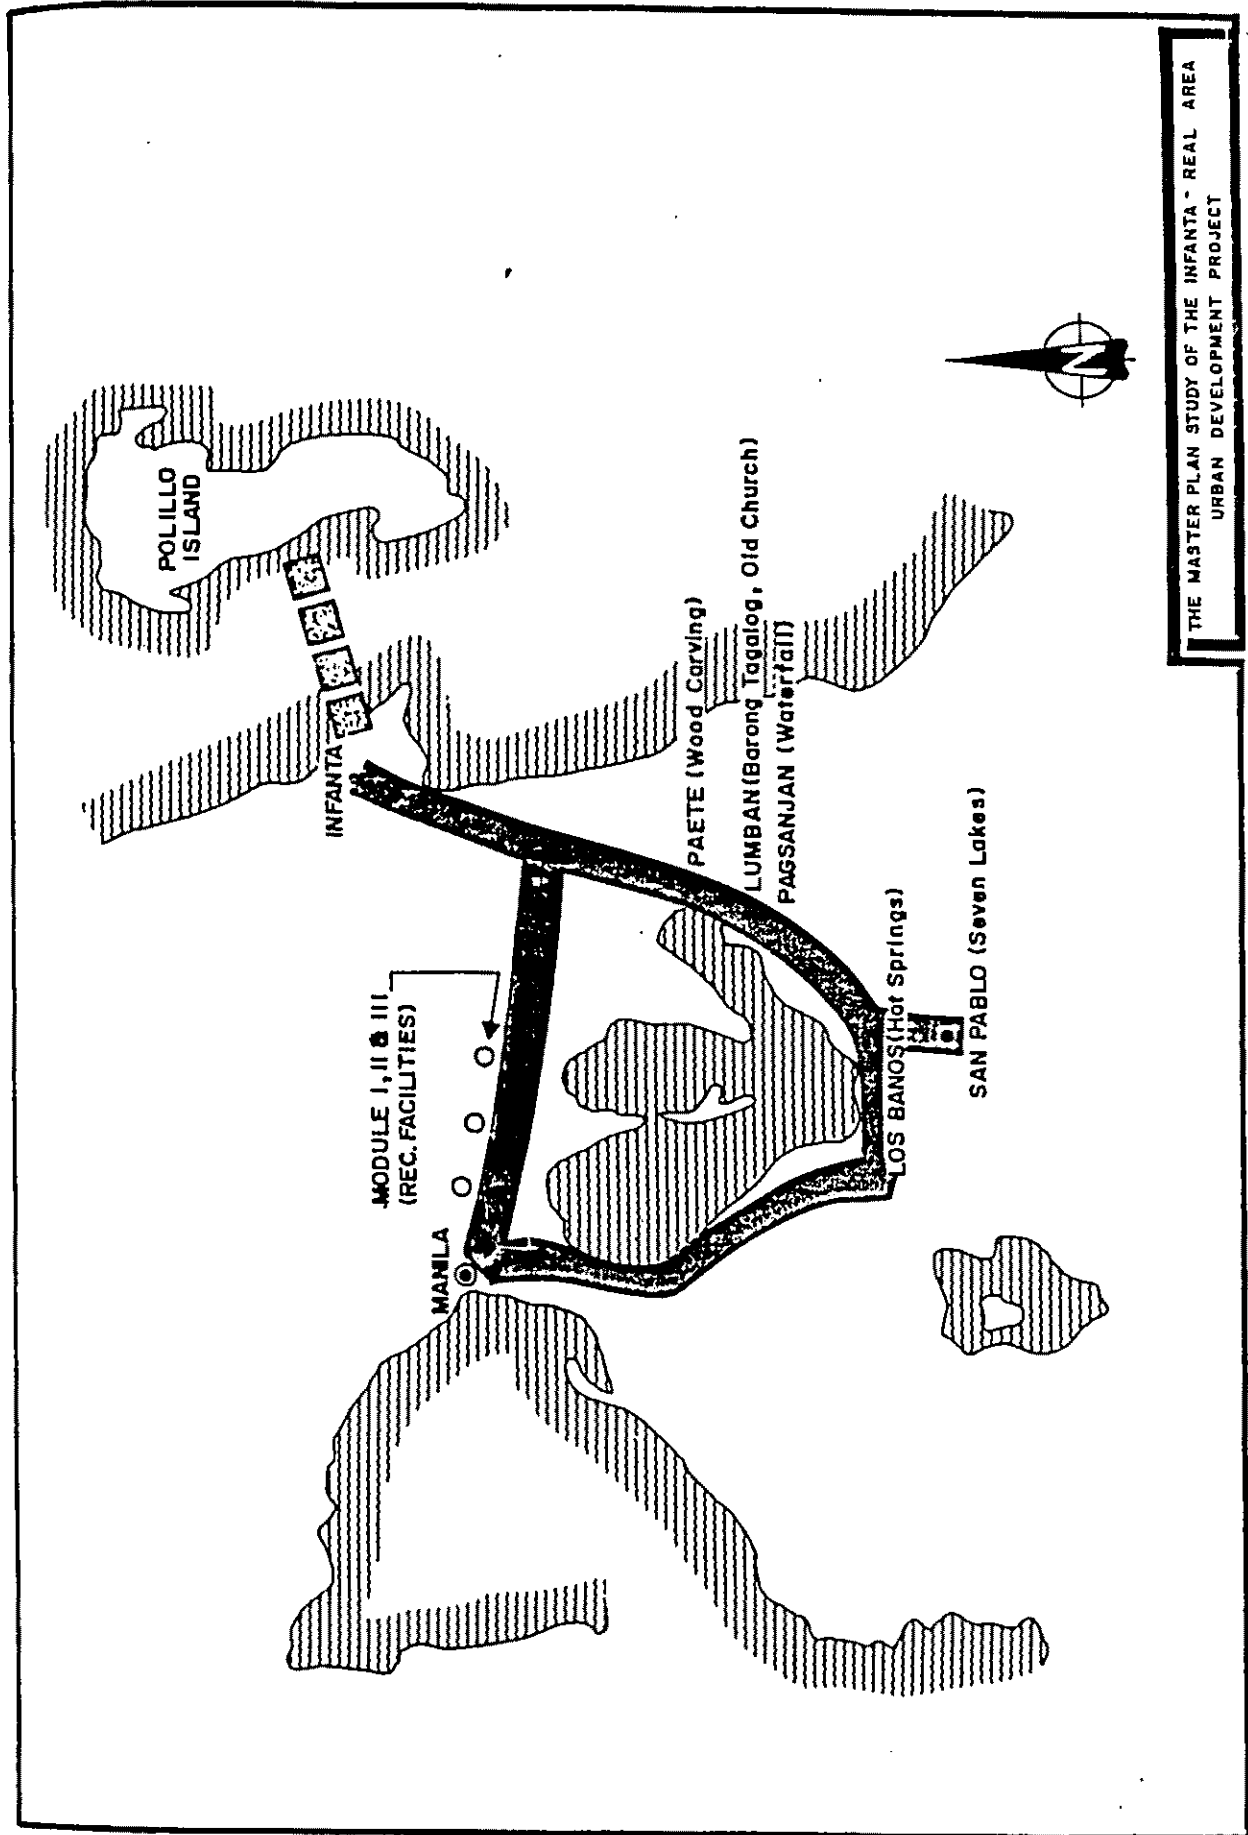 POLILLO
ISLAND
INFANTA
MODULE I, II & III
(REC. FACILITIES)
MANILA
PAETE (Wood Carving)
LUMBAN (Barong Tagalog, Old Church)
PAGSANJAN (Waterfall)
LOS BANOS (Hot Springs)
SAN PABLO (Seven Lakes)
N
THE MASTER PLAN STUDY OF THE INFANTA - REAL AREA
URBAN DEVELOPMENT PROJECT